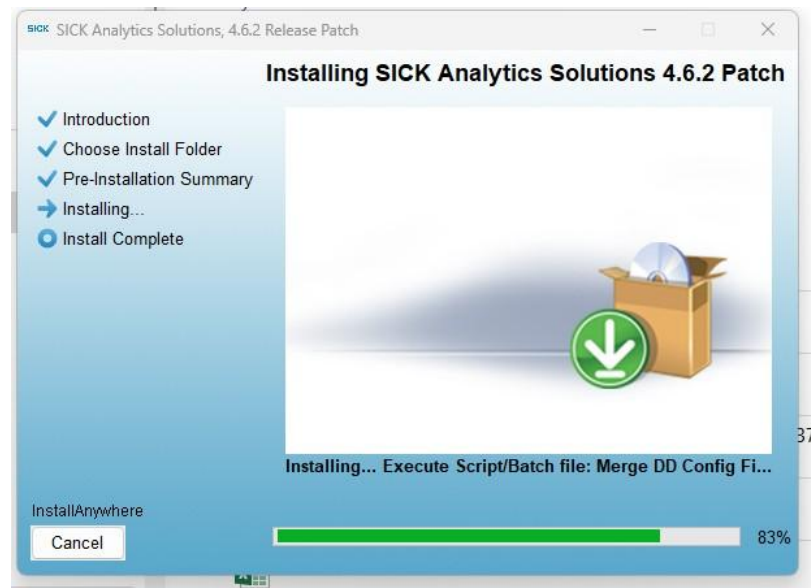 SICK SICK Analytics Solutions, 4.6.2 Release Patch
Installing SICK Analytics Solutions 4.6.2 Patch
Introduction
Choose Install Folder
Pre-Installation Summary
Installing...
Install Complete
37
Installing... Execute Script/Batch file: Merge DD Config Fi...
InstallAnywhere
Cancel
83%